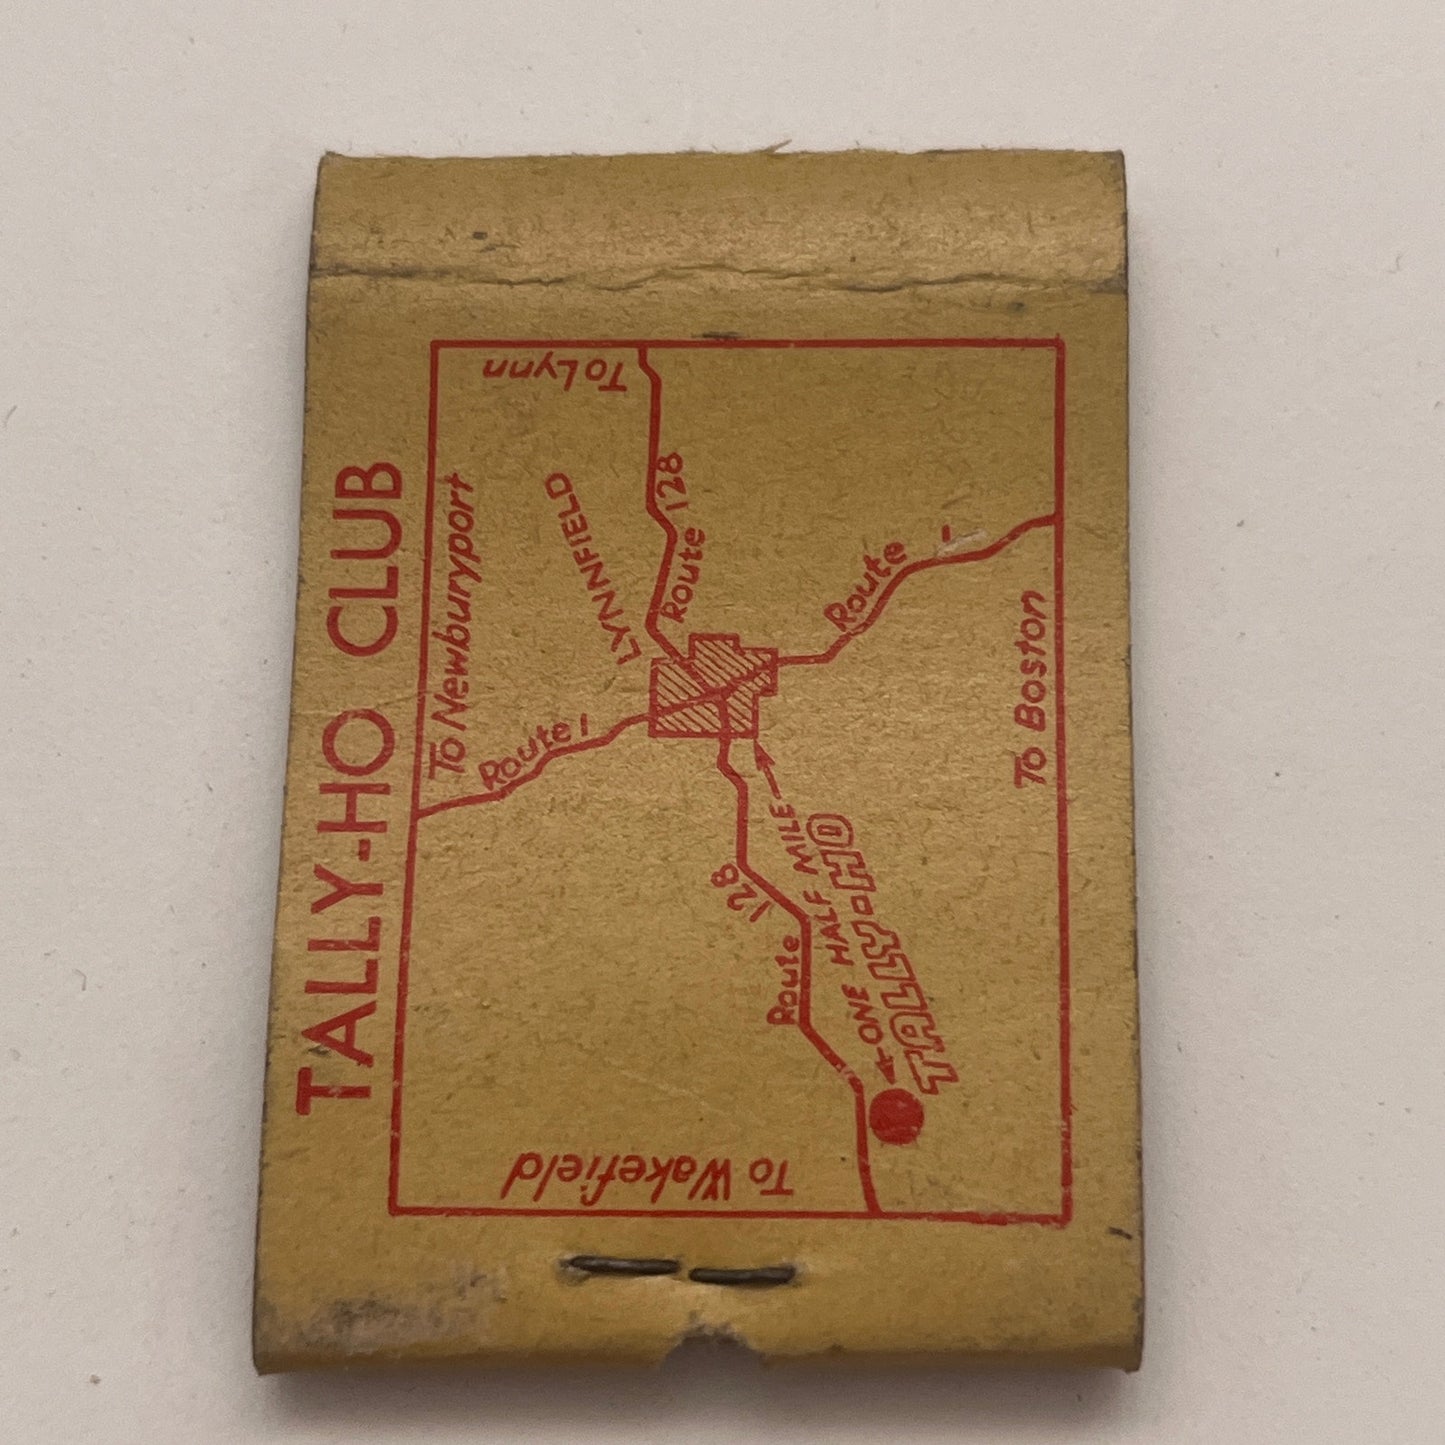 TALLY-HO CLUB
To Newburyport
Route 1
LYNNFIELD
To Lynn
Route 128
Route 128
To Wakefield
ONE HALF MILE
TALLY-HO
Route 1
To Boston